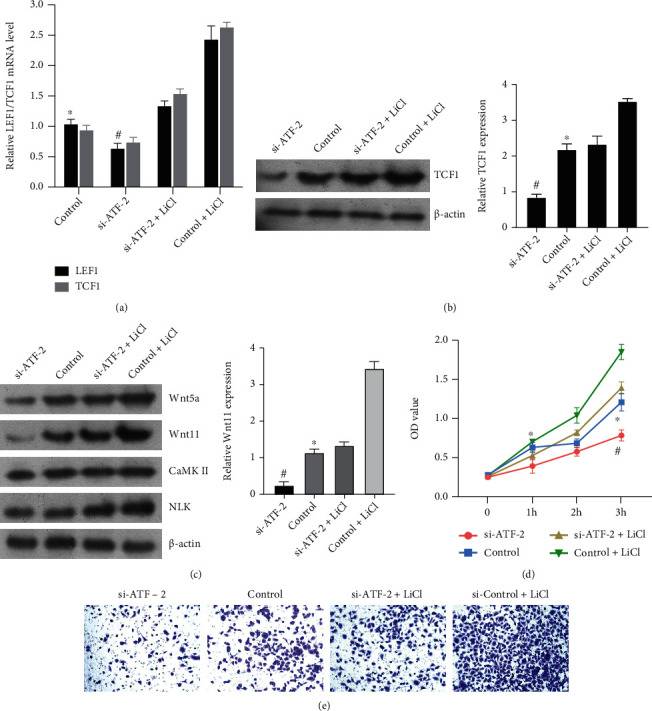 3.0
2.5
2.0
1.5
1.0
0.5
0.0
Relative LEF1/TCF1 mRNA level
*
#
Control
si-ATF-2
si-ATF-2 + LiCl
Control + LiCl
LEF1
TCF1
(a)
si-ATF-2
Control
si-ATF-2 + LiCl
Control + LiCl
TCF1
β-actin
4
3
2
1
0
Relative TCF1 expression
#
*
si-ATF-2
Control
si-ATF-2 + LiCl
Control + LiCl
(b)
si-ATF-2
Control
si-ATF-2 + LiCl
Control + LiCl
Wnt5a
Wnt11
CaMK II
NLK
β-actin
4
3
2
1
0
Relative Wnt11 expression
#
*
si-ATF-2
Control
si-ATF-2 + LiCl
Control + LiCl
(c)
2.0
1.5
1.0
0.5
0.0
OD value
*
*
#
0 1h 2h 3h
si-ATF-2 si-ATF-2 + LiCl
Control Control + LiCl
(d)
si-ATF – 2 Control si-ATF-2 + LiCl si-Control + LiCl
(e)